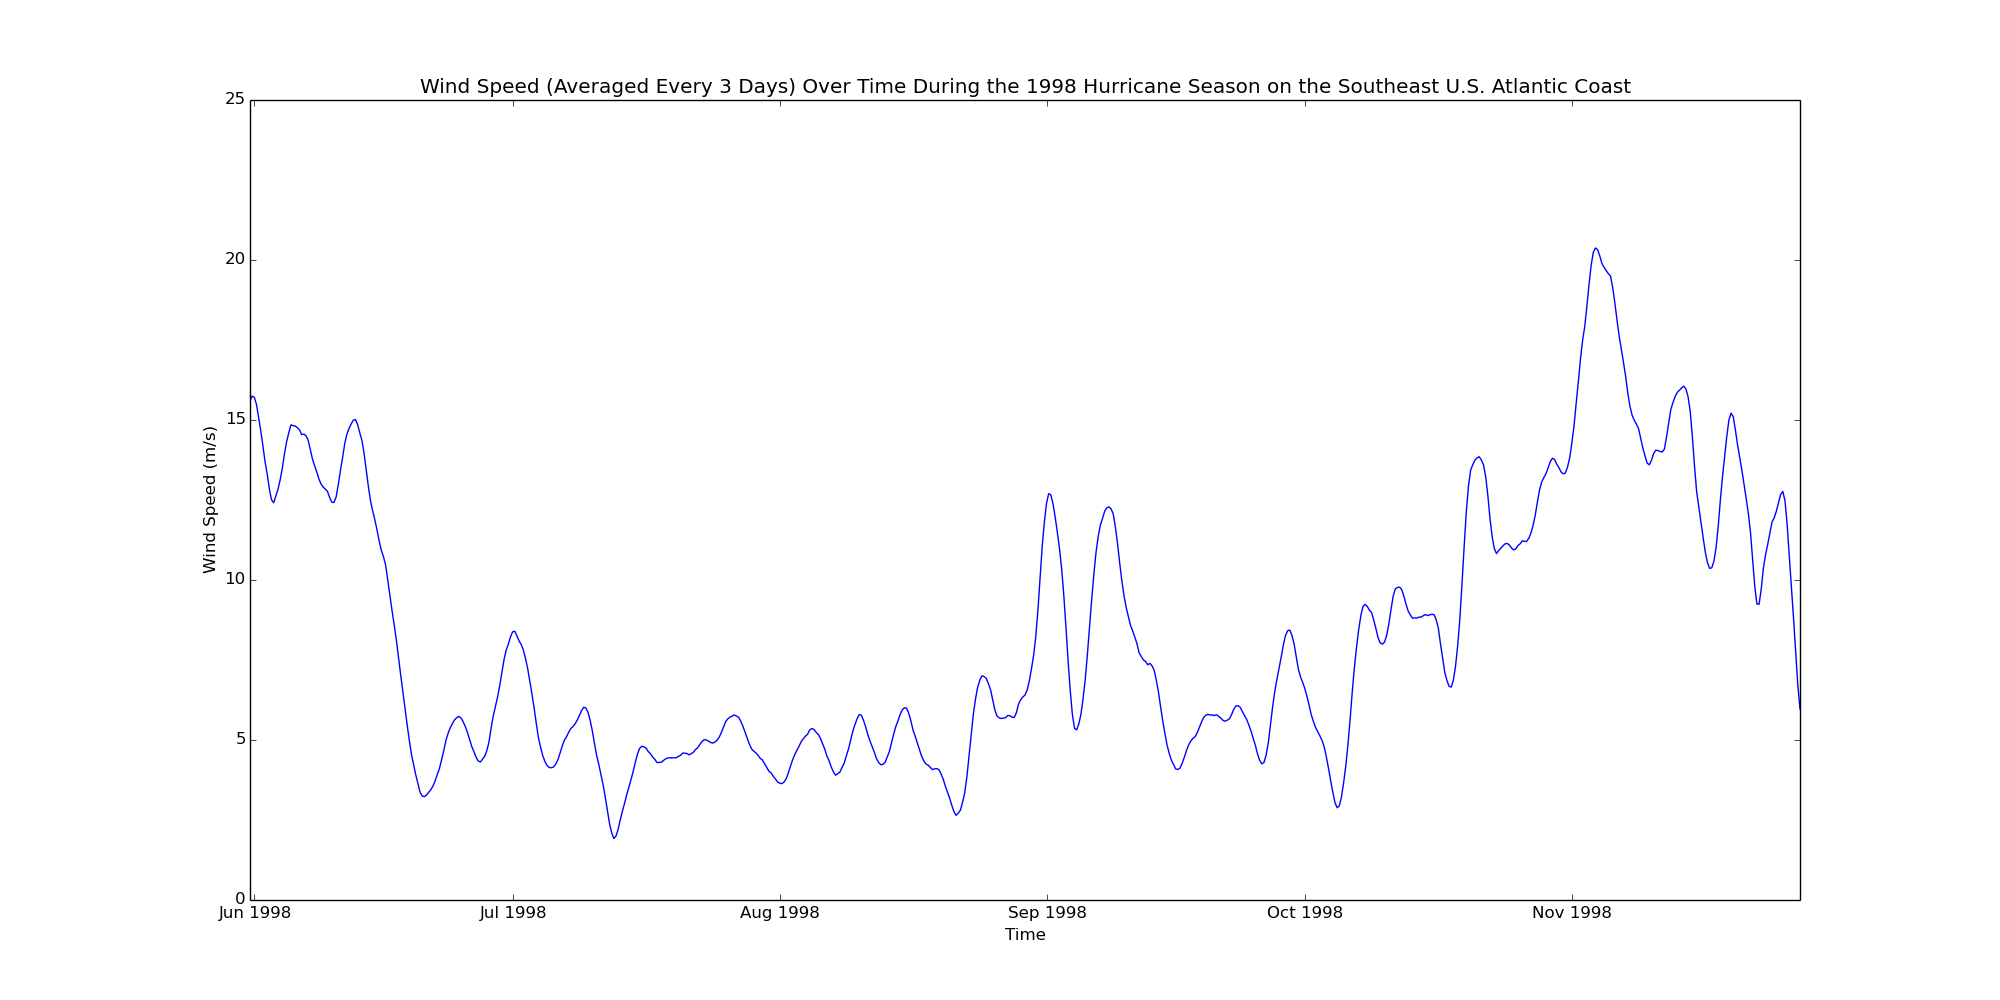 Wind Speed (Averaged Every 3 Days) Over Time During the 1998 Hurricane Season on the Southeast U.S. Atlantic Coast
25
20
15
10
5
0
Wind Speed (m/s)
Jun 1998 Jul 1998 Aug 1998 Sep 1998 Oct 1998 Nov 1998
Time